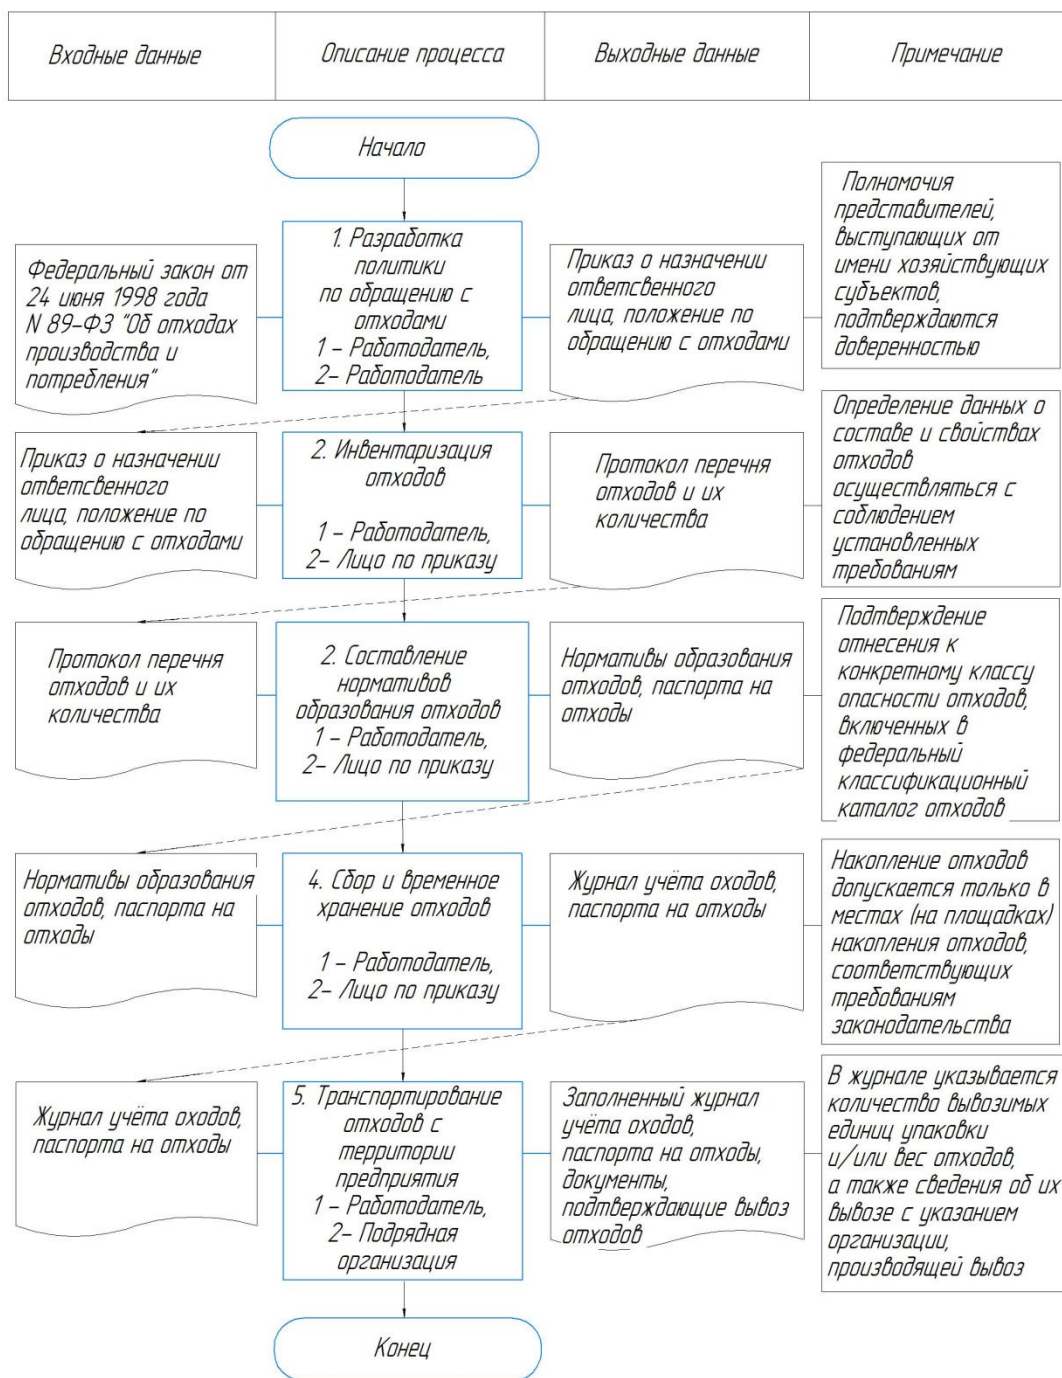 Входные данные
Описание процесса
Выходные данные
Примечание
Начало
Федеральный закон от
24 июня 1998 года
N 89-ФЗ "Об отходах
производства и
потребления"
1. Разработка
политики
по обращению с
отходами
1 – Работодатель,
2– Работодатель
Приказ о назначении
ответсвенного
лица, положение по
обращению с отходами
Полномочия
представителей,
выступающих от
имени хозяйствующих
субъектов,
подтверждаются
доверенностью
Приказ о назначении
ответсвенного
лица, положение по
обращению с отходами
2. Инвентаризация
отходов
1 – Работодатель,
2– Лицо по приказу
Протокол перечня
отходов и их
количества
Определение данных о
составе и свойствах
отходов
осуществляться с
соблюдением
установленных
требованиям
Протокол перечня
отходов и их
количества
2. Составление
нормативов
образования отходов
1 – Работодатель,
2– Лицо по приказу
Нормативы образования
отходов, паспорта на
отходы
Подтверждение
отнесения к
конкретному классу
опасности отходов,
включенных в
федеральный
классификационный
каталог отходов
Нормативы образования
отходов, паспорта на
отходы
4. Сбор и временное
хранение отходов
1 – Работодатель,
2– Лицо по приказу
Журнал учёта оходов,
паспорта на отходы
Накопление отходов
допускается только в
местах (на площадках)
накопления отходов,
соответствующих
требованиям
законодательства
Журнал учёта оходов,
паспорта на отходы
5. Транспортирование
отходов с
территории
предприятия
1 – Работодатель,
2– Подрядная
организация
Заполненный журнал
учёта оходов,
паспорта на отходы,
документы,
подтверждающие вывоз
отходов
В журнале указывается
количество вывозимых
единиц упаковки
и/или вес отходов,
а также сведения об их
вывозе с указанием
организации,
производящей вывоз
Конец